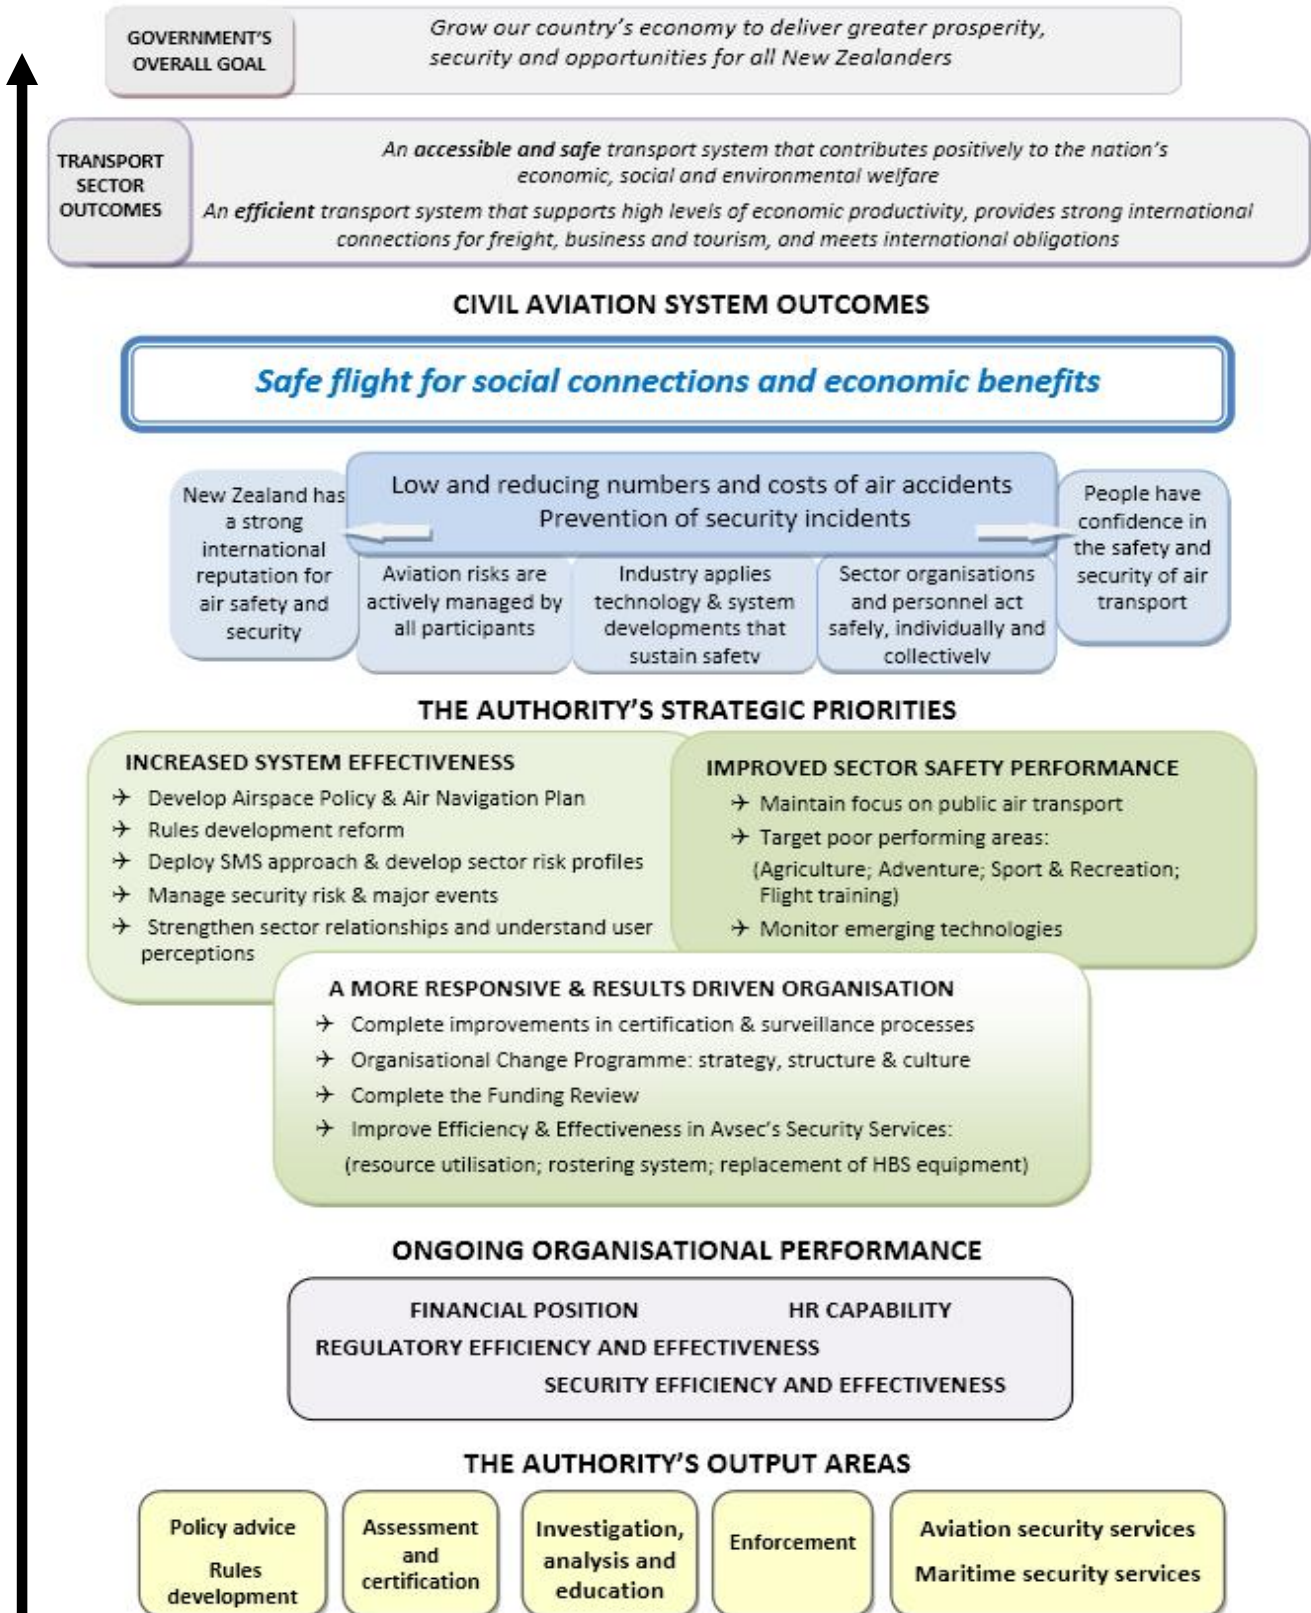 GOVERNMENT'S
OVERALL GOAL
Grow our country's economy to deliver greater prosperity,
security and opportunities for all New Zealanders
TRANSPORT
SECTOR
OUTCOMES
An accessible and safe transport system that contributes positively to the nation's
economic, social and environmental welfare
An efficient transport system that supports high levels of economic productivity, provides strong international
connections for freight, business and tourism, and meets international obligations
CIVIL AVIATION SYSTEM OUTCOMES
Safe flight for social connections and economic benefits
New Zealand has
a strong
international
reputation for
air safety and
security
Low and reducing numbers and costs of air accidents
Prevention of security incidents
Aviation risks are
actively managed by
all participants
Industry applies
technology & system
developments that
sustain safety
Sector organisations
and personnel act
safely, individually and
collectively
People have
confidence in
the safety and
security of air
transport
THE AUTHORITY'S STRATEGIC PRIORITIES
INCREASED SYSTEM EFFECTIVENESS
✈ Develop Airspace Policy & Air Navigation Plan
✈ Rules development reform
✈ Deploy SMS approach & develop sector risk profiles
✈ Manage security risk & major events
✈ Strengthen sector relationships and understand user
perceptions
IMPROVED SECTOR SAFETY PERFORMANCE
✈ Maintain focus on public air transport
✈ Target poor performing areas:
(Agriculture; Adventure; Sport & Recreation;
Flight training)
✈ Monitor emerging technologies
A MORE RESPONSIVE & RESULTS DRIVEN ORGANISATION
✈ Complete improvements in certification & surveillance processes
✈ Organisational Change Programme: strategy, structure & culture
✈ Complete the Funding Review
✈ Improve Efficiency & Effectiveness in Avsec's Security Services:
(resource utilisation; rostering system; replacement of HBS equipment)
ONGOING ORGANISATIONAL PERFORMANCE
FINANCIAL POSITION HR CAPABILITY
REGULATORY EFFICIENCY AND EFFECTIVENESS
SECURITY EFFICIENCY AND EFFECTIVENESS
THE AUTHORITY'S OUTPUT AREAS
Policy advice
Rules
development
Assessment
and
certification
Investigation,
analysis and
education
Enforcement
Aviation security services
Maritime security services